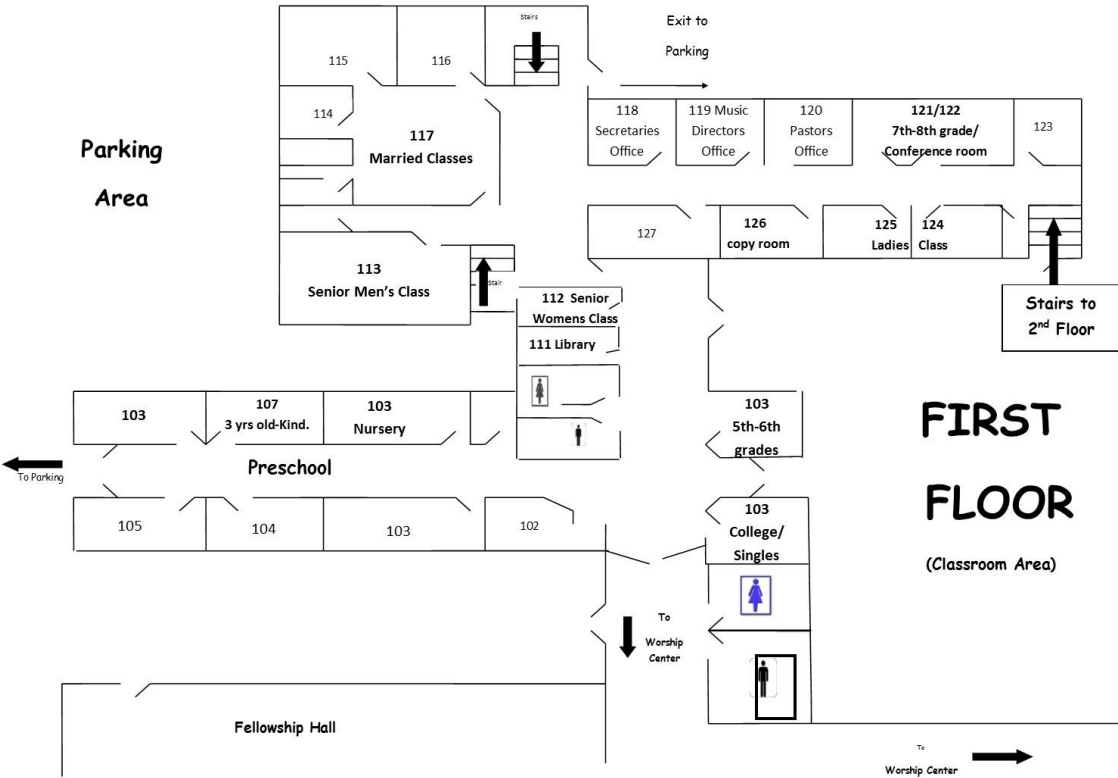 Stairs
Exit to
Parking
115
116
114
117
Married Classes
118
Secretaries
Office
119 Music
Directors
Office
120
Pastors
Office
121/122
7th-8th grade/
Conference room
123
Parking
Area
127
126
copy room
125
Ladies
124
Class
113
Senior Men's Class
Stair
112 Senior
Womens Class
111 Library
Stairs to
2nd Floor
103
107
3 yrs old-Kind.
103
Nursery
103
5th-6th
grades
FIRST
FLOOR
(Classroom Area)
To Parking
Preschool
105
104
103
102
103
College/
Singles
To
Worship
Center
Fellowship Hall
To
Worship Center